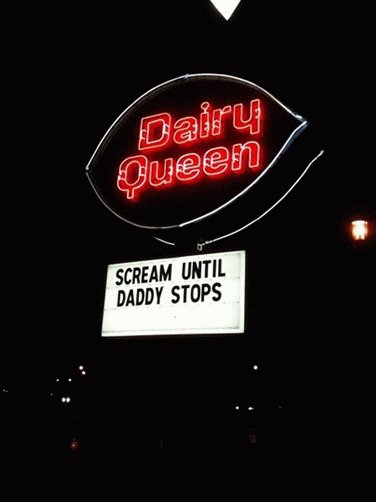 Dairy
Queen
SCREAM UNTIL
DADDY STOPS